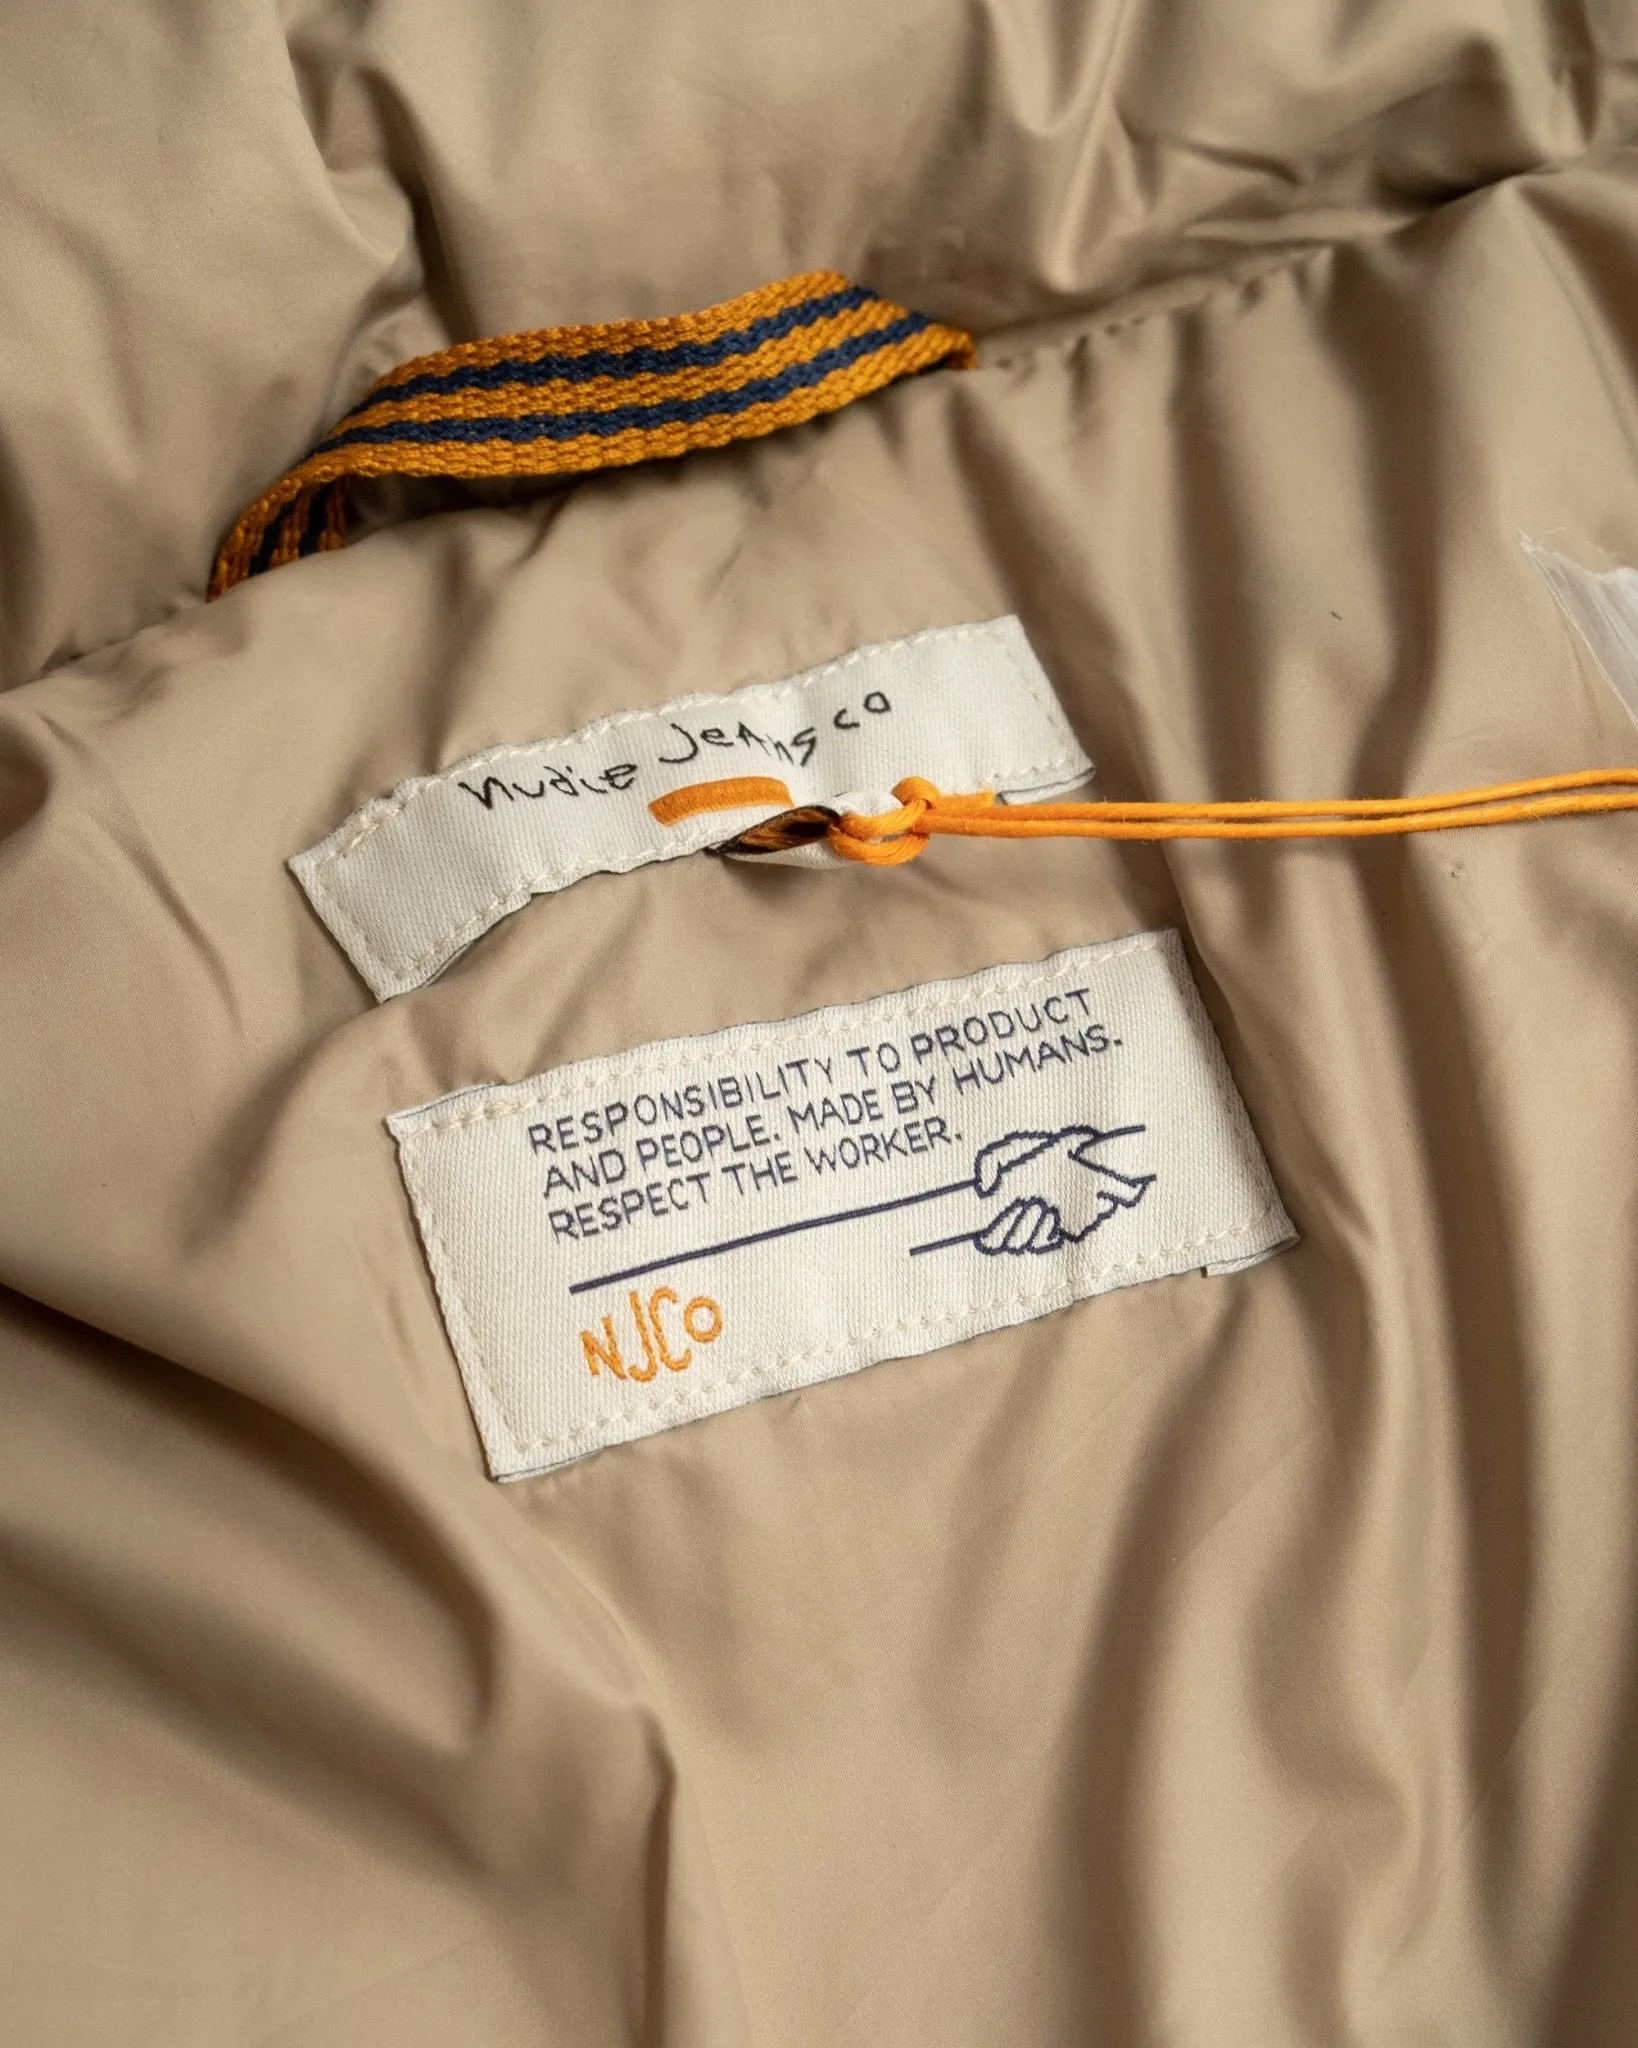 nudie jeans co
RESPONSIBILITY TO PRODUCT
AND PEOPLE. MADE BY HUMANS.
RESPECT THE WORKER.
NJCo